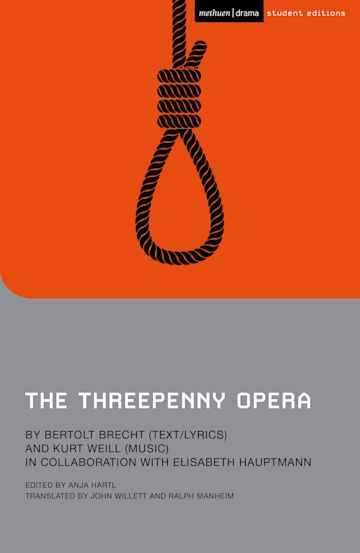 methuen | drama student editions
THE THREEPENNY OPERA
BY BERTOLT BRECHT (TEXT/LYRICS)
AND KURT WEILL (MUSIC)
IN COLLABORATION WITH ELISABETH HAUPTMANN
EDITED BY ANJA HARTL
TRANSLATED BY JOHN WILLETT AND RALPH MANHEIM